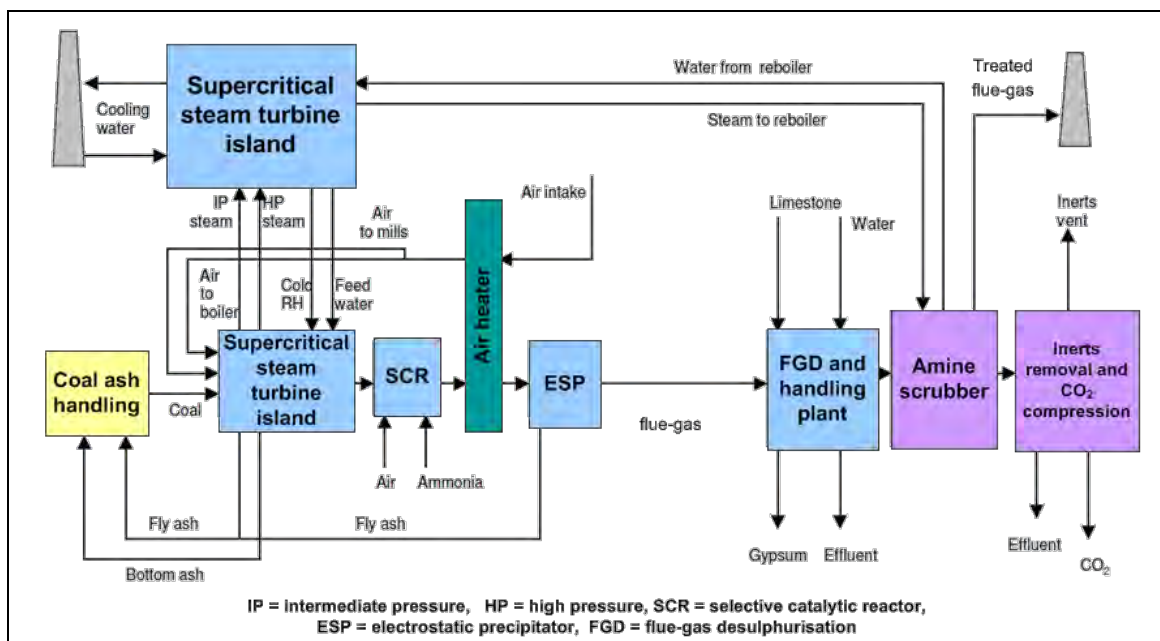 Supercritical
steam turbine
island
Cooling
water
Water from reboiler
Steam to reboiler
Treated
flue-gas
IP
steam
HP
steam
Air
to mills
Air intake
Air
to
boiler
Cold
RH
Feed
water
Air heater
Limestone
Water
Inerts
vent
Coal ash
handling
Coal
Supercritical
steam
turbine
island
SCR
ESP
flue-gas
FGD and
handling
plant
Amine
scrubber
Inerts
removal and
CO₂
compression
Air
Ammonia
Fly ash
Fly ash
Bottom ash
Gypsum
Effluent
Effluent
CO₂
IP = intermediate pressure, HP = high pressure, SCR = selective catalytic reactor,
ESP = electrostatic precipitator, FGD = flue-gas desulphurisation